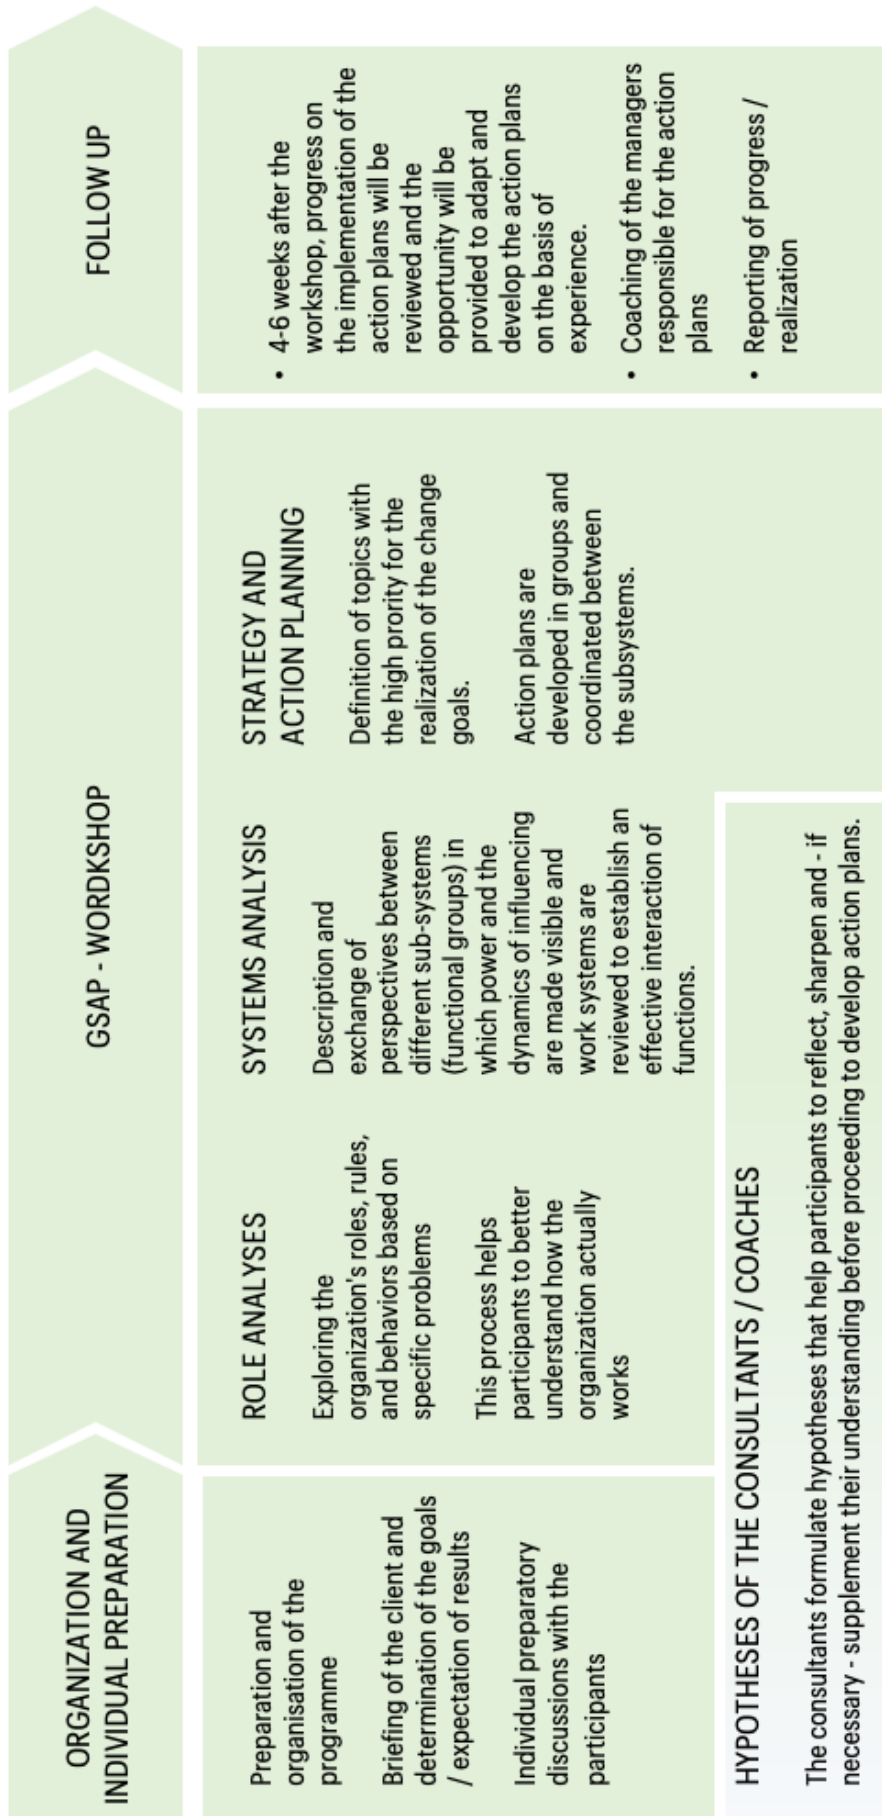 ORGANIZATION AND
INDIVIDUAL PREPARATION
GSAP - WORDKSHOP
FOLLOW UP
Preparation and
organisation of the
programme
Briefing of the client and
determination of the goals
/ expectation of results
Individual preparatory
discussions with the
participants
ROLE ANALYSES
Exploring the
organization's roles, rules,
and behaviors based on
specific problems
This process helps
participants to better
understand how the
organization actually
works
SYSTEMS ANALYSIS
Description and
exchange of
perspectives between
different sub-systems
(functional groups) in
which power and the
dynamics of influencing
are made visible and
work systems are
reviewed to establish an
effective interaction of
functions.
STRATEGY AND
ACTION PLANNING
Definition of topics with
the high prority for the
realization of the change
goals.
Action plans are
developed in groups and
coordinated between
the subsystems.
• 4-6 weeks after the
workshop, progress on
the implementation of the
action plans will be
reviewed and the
opportunity will be
provided to adapt and
develop the action plans
on the basis of
experience.
• Coaching of the managers
responsible for the action
plans
• Reporting of progress /
realization
HYPOTHESES OF THE CONSULTANTS / COACHES
The consultants formulate hypotheses that help participants to reflect, sharpen and - if
necessary - supplement their understanding before proceeding to develop action plans.